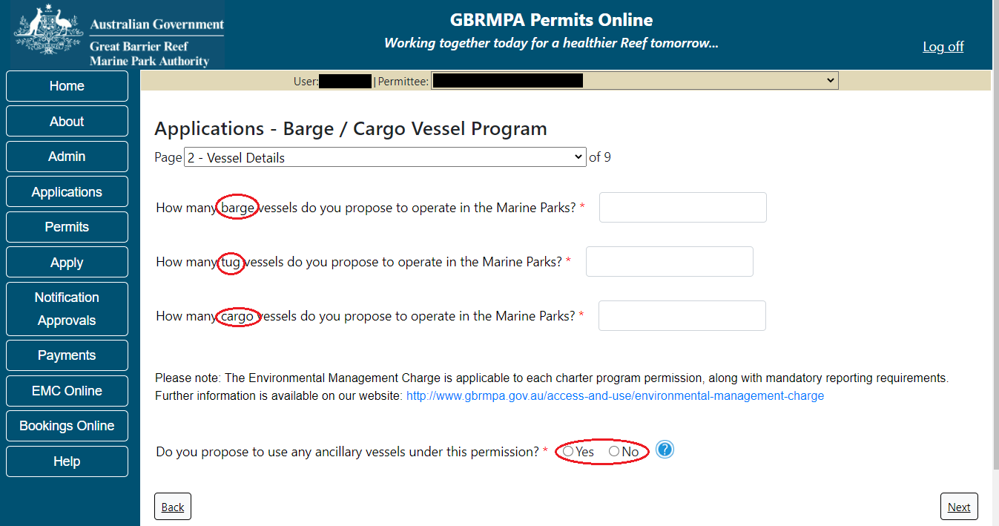 Australian Government
Great Barrier Reef
Marine Park Authority
GBRMPA Permits Online
Working together today for a healthier Reef tomorrow...
Log off
Home
About
Admin
Applications
Permits
Apply
Notification
Approvals
Payments
EMC Online
Bookings Online
Help
User: | Permittee:
Applications - Barge / Cargo Vessel Program
Page 2 - Vessel Details of 9
How many barge vessels do you propose to operate in the Marine Parks? *
How many tug vessels do you propose to operate in the Marine Parks? *
How many cargo vessels do you propose to operate in the Marine Parks? *
Please note: The Environmental Management Charge is applicable to each charter program permission, along with mandatory reporting requirements.
Further information is available on our website: http://www.gbrmpa.gov.au/access-and-use/environmental-management-charge
Do you propose to use any ancillary vessels under this permission? * Yes No ?
Back
Next